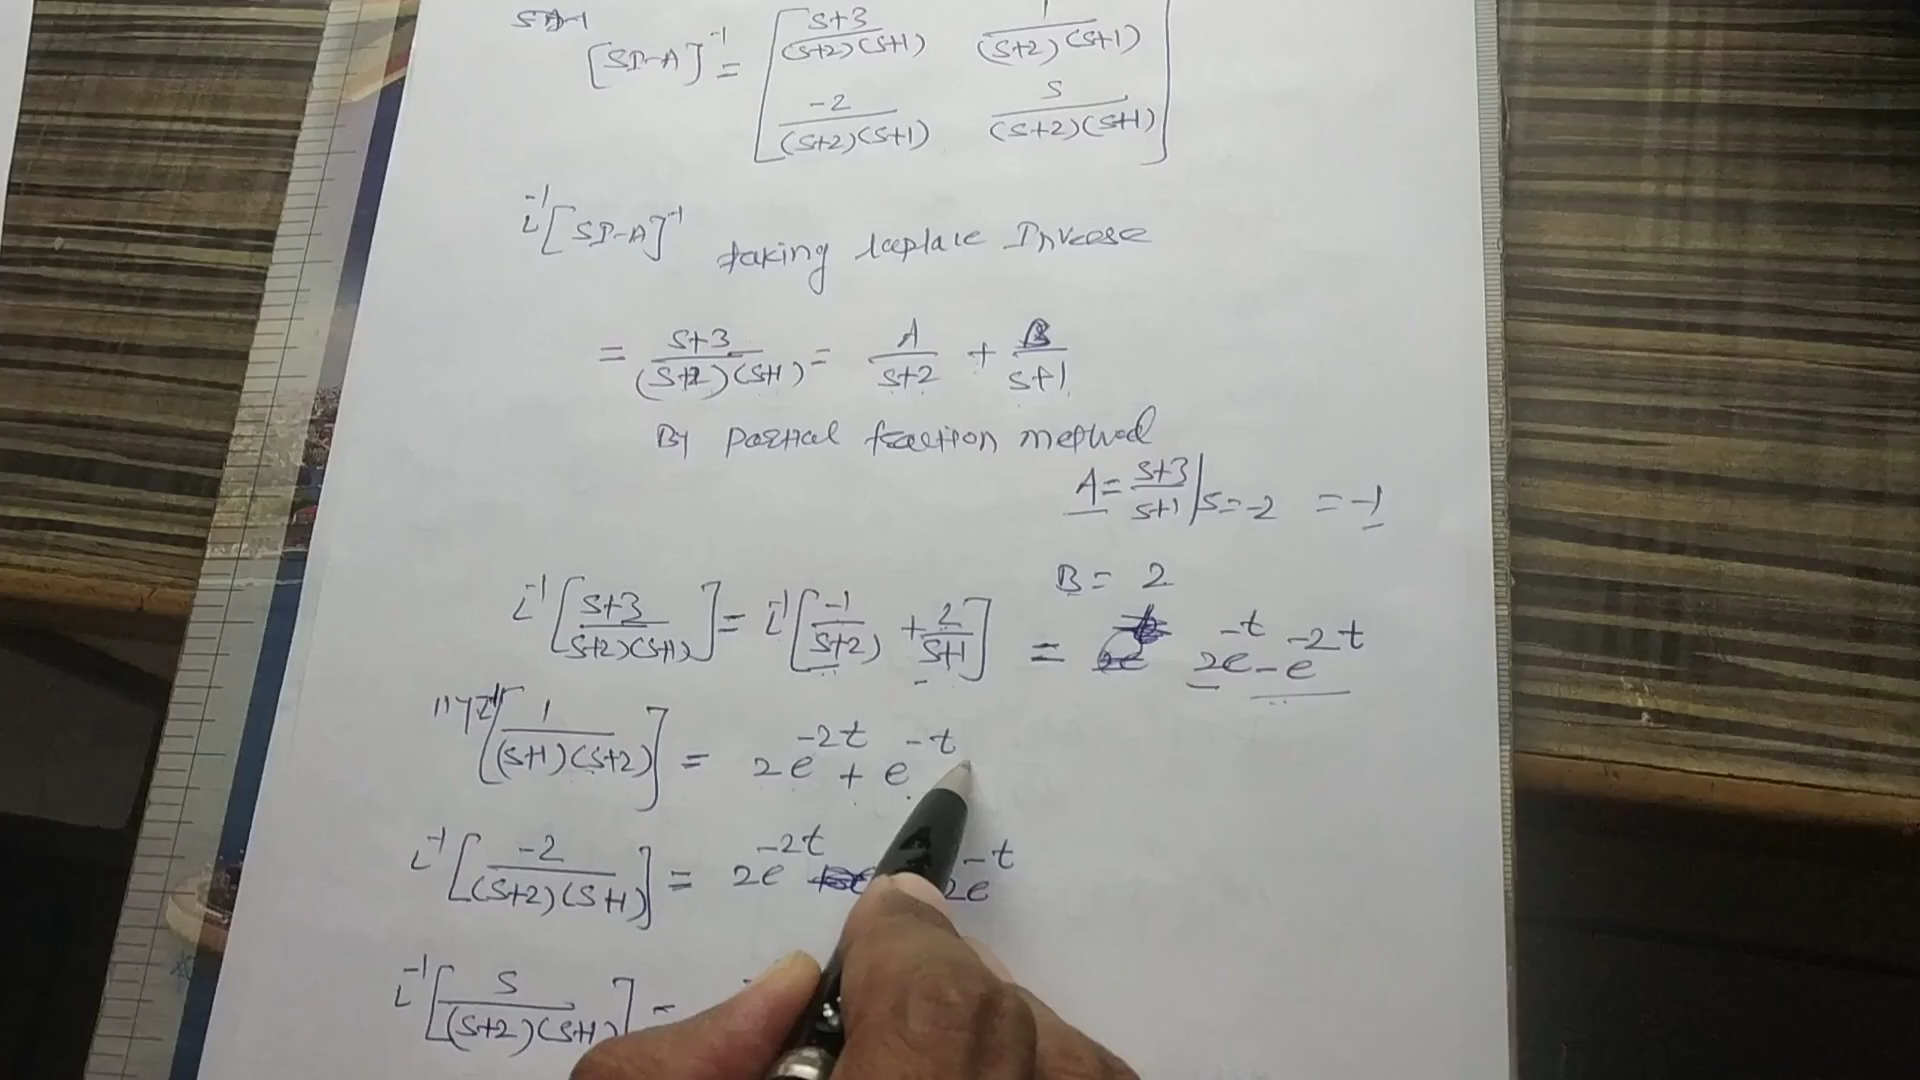 [SI-A]⁻¹ =
s+3/(s+2)(s+1) 1/(s+2)(s+1)
-2/(s+2)(s+1) s/(s+2)(s+1)
L⁻¹[SI-A]⁻¹ taking laplace Inverse
= s+3/(s+2)(s+1) = A/s+2 + B/s+1
By partial fraction method
A = s+3/s+1 | s=-2 = -1
B = 2
L⁻¹[s+3/(s+2)(s+1)] = L⁻¹[-1/(s+2) + 2/s+1] = 2e^-t - e^-2t
[1/(s+1)(s+2)] = 2e^-2t + e^-t
L⁻¹[-2/(s+2)(s+1)] = 2e^-2t 2e^-t
L⁻¹[s/(s+2)(s+1)] =